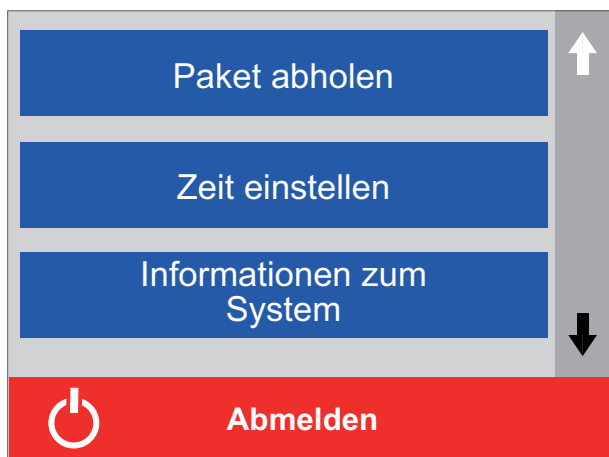 Paket abholen
Zeit einstellen
Informationen zum
System
Abmelden